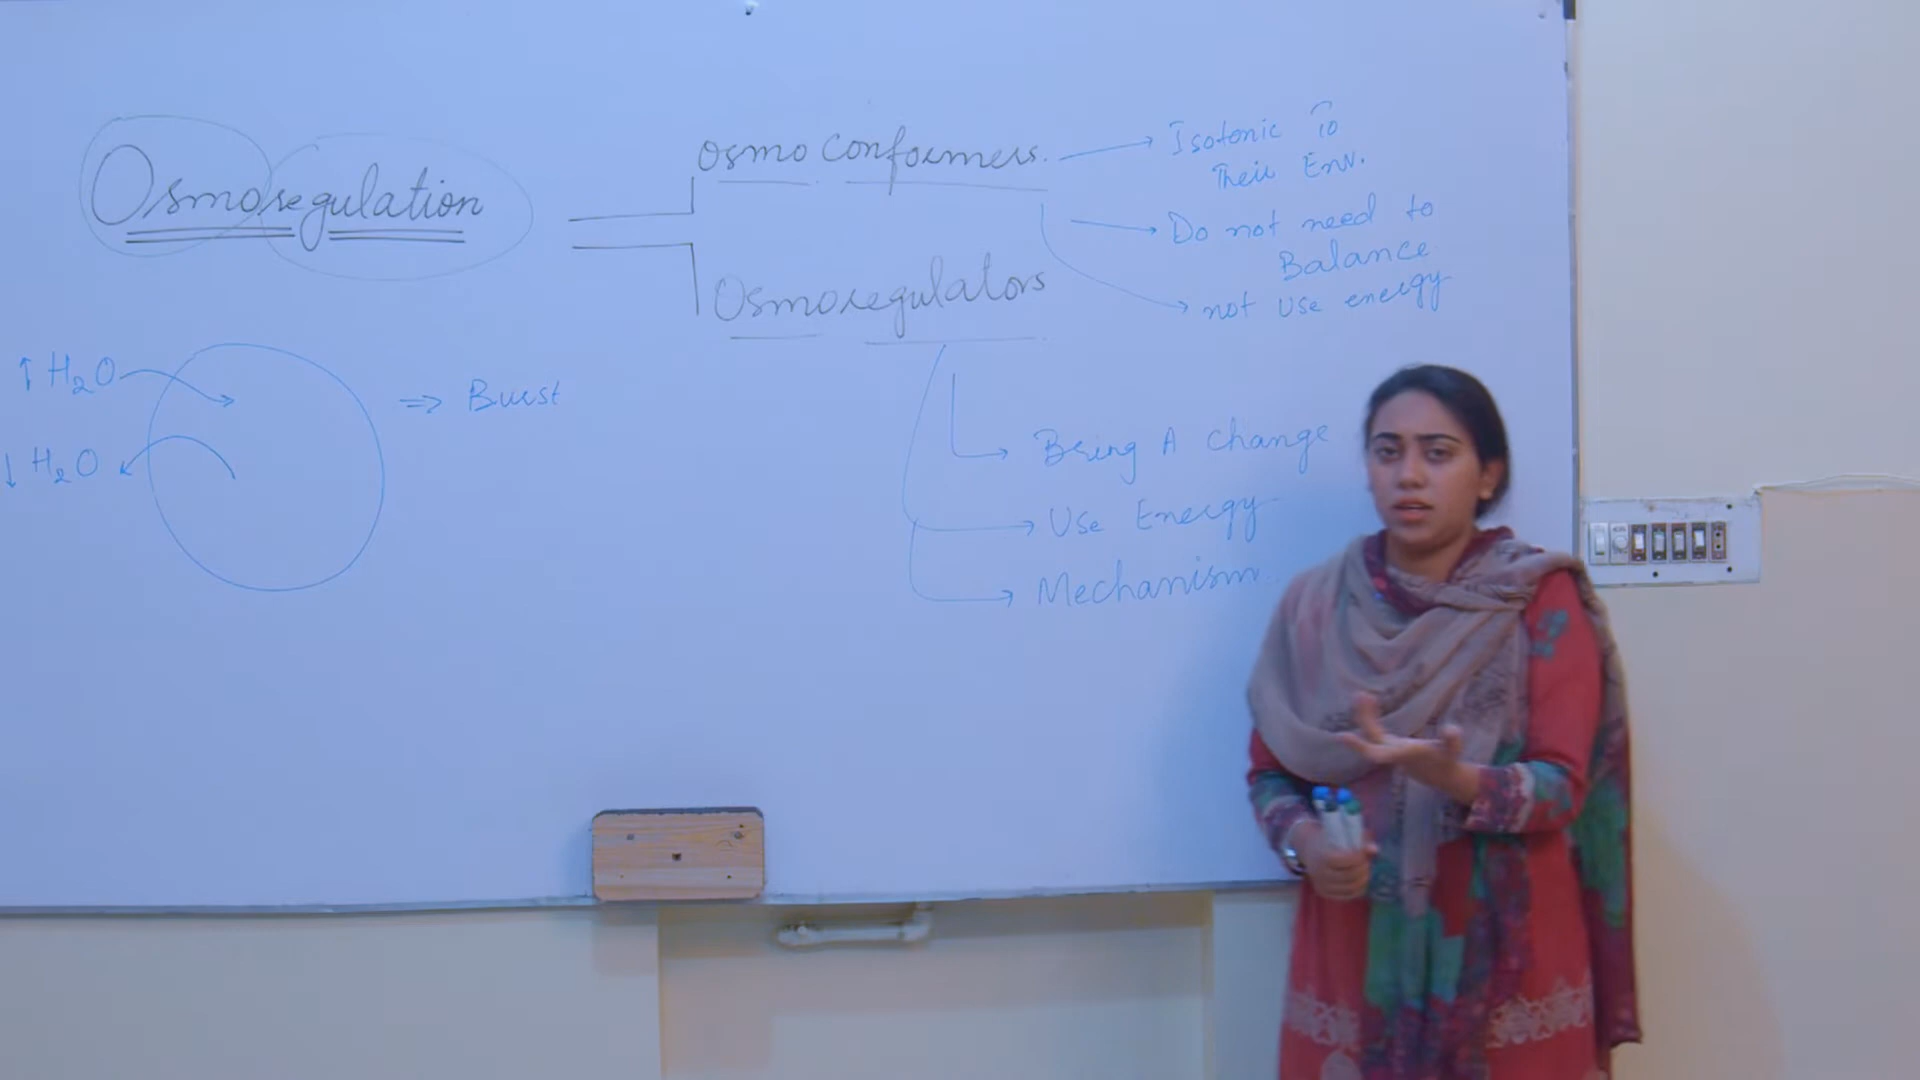 Osmoregulation
Osmo Conformers.
Isotonic To
Their Env.
Do not need to
Balance
not use energy
Osmoregulators
Bring A Change
Use Energy
Mechanism.
↑ H₂O
⇒ Burst
↓ H₂O